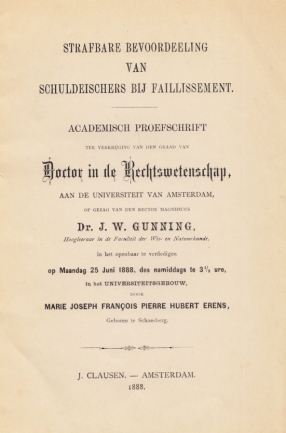 STRAFBARE BEVOORDEELING
VAN
SCHULDEISCHERS BIJ FAILLISSEMENT.
ACADEMISCH PROEFSCHRIFT
TER VERKRIJGING VAN DEN GRAAD VAN
Doctor in de Rechtswetenschap,
AAN DE UNIVERSITEIT VAN AMSTERDAM,
OP GEZAG VAN DEN RECTOR MAGNIFICUS
Dr. J. W. GUNNING,
Hoogleeraar in de Faculteit der Wis- en Natuurkunde,
in het openbaar te verdedigen
op Maandag 25 Juni 1888, des namiddags te 3½ ure,
in het UNIVERSITEITSGEBOUW,
DOOR
MARIE JOSEPH FRANÇOIS PIERRE HUBERT ERENS,
Geboren te Schaesberg.
J. CLAUSEN. — AMSTERDAM.
1888.